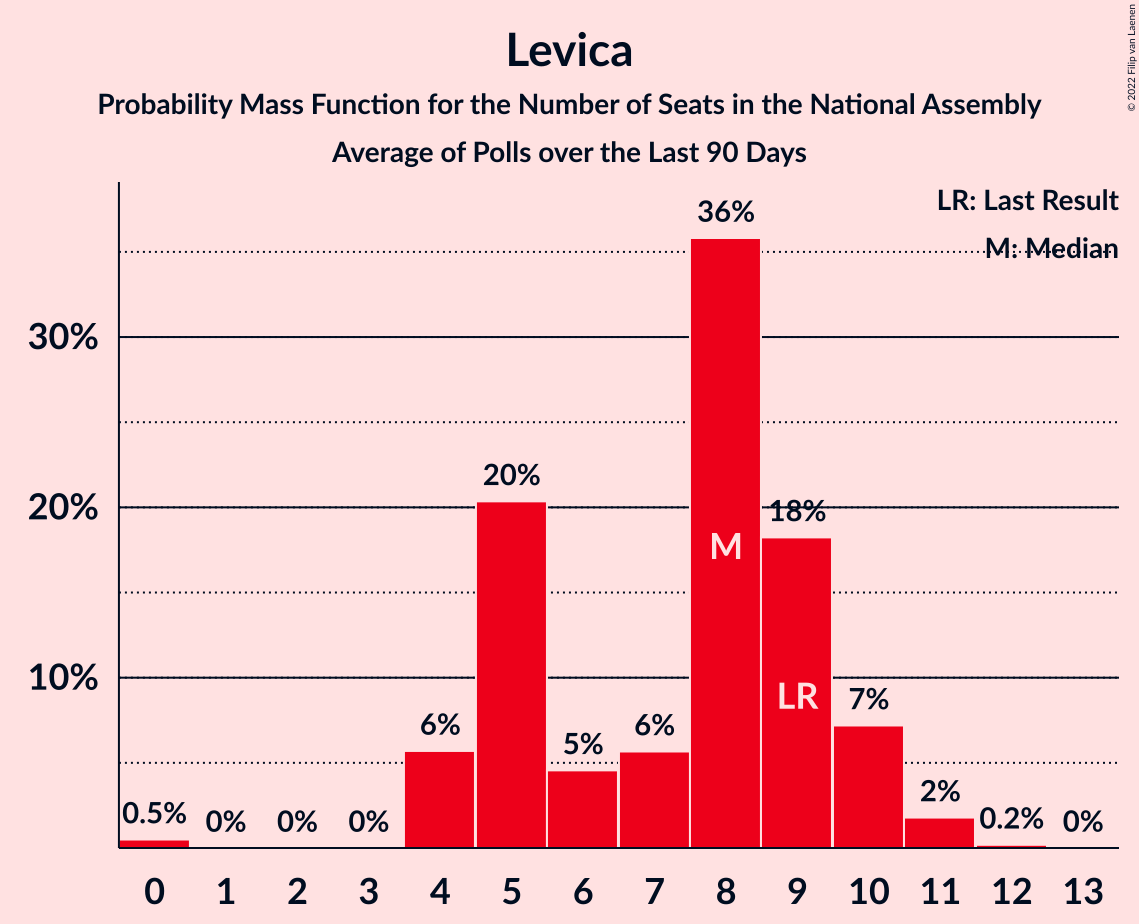 Levica
Probability Mass Function for the Number of Seats in the National Assembly
Average of Polls over the Last 90 Days
© 2022 Filip van Laenen
LR: Last Result
M: Median
36%
30%
20%
20%
18%
M
10%
LR
7%
6%
6%
5%
2%
0.5%
0%
0%
0%
0.2%
0%
0 1 2 3 4 5 6 7 8 9 10 11 12 13